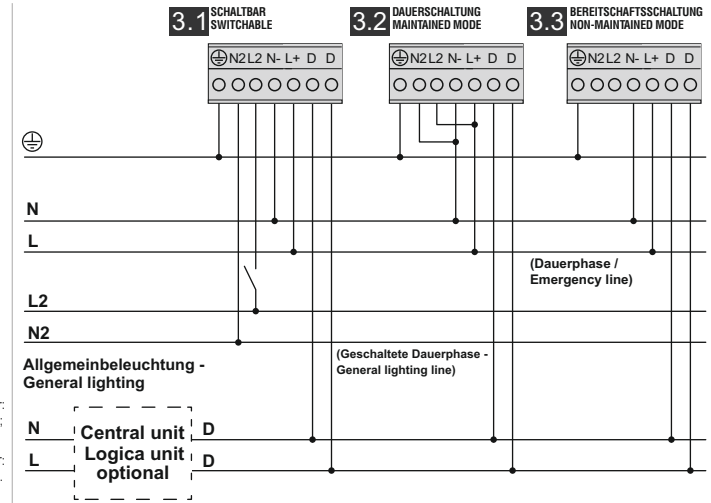 3.1 SCHALTBAR
SWITCHABLE
3.2 DAUERSCHALTUNG
MAINTAINED MODE
3.3 BEREITSCHAFTSSCHALTUNG
NON-MAINTAINED MODE
N2 L2 N- L+ D D
N2 L2 N- L+ D D
N2 L2 N- L+ D D
N
L
(Dauerphase /
Emergency line)
L2
N2
Allgemeinbeleuchtung -
General lighting
(Geschaltete Dauerphase -
General lighting line)
N
Central unit
D
Logica unit
L
optional
D